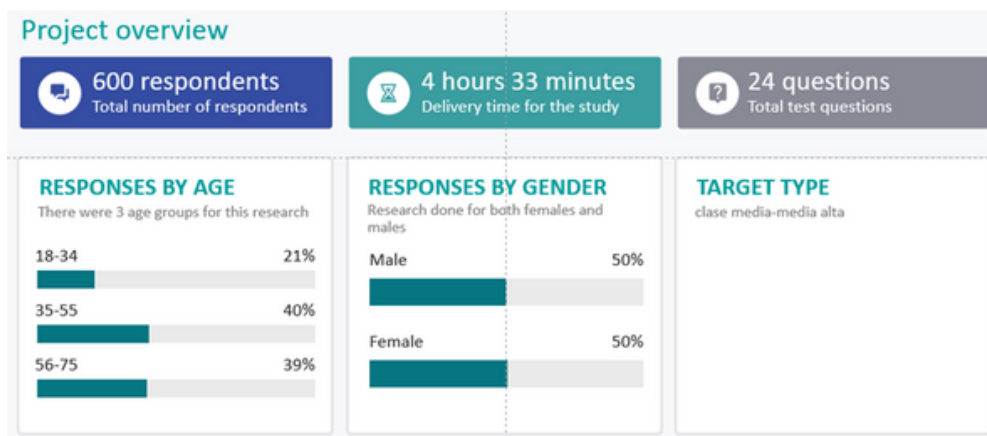 Project overview
600 respondents
Total number of respondents
4 hours 33 minutes
Delivery time for the study
24 questions
Total test questions
RESPONSES BY AGE
There were 3 age groups for this research
18-34 21%
35-55 40%
56-75 39%
RESPONSES BY GENDER
Research done for both females and
males
Male 50%
Female 50%
TARGET TYPE
clase media-media alta